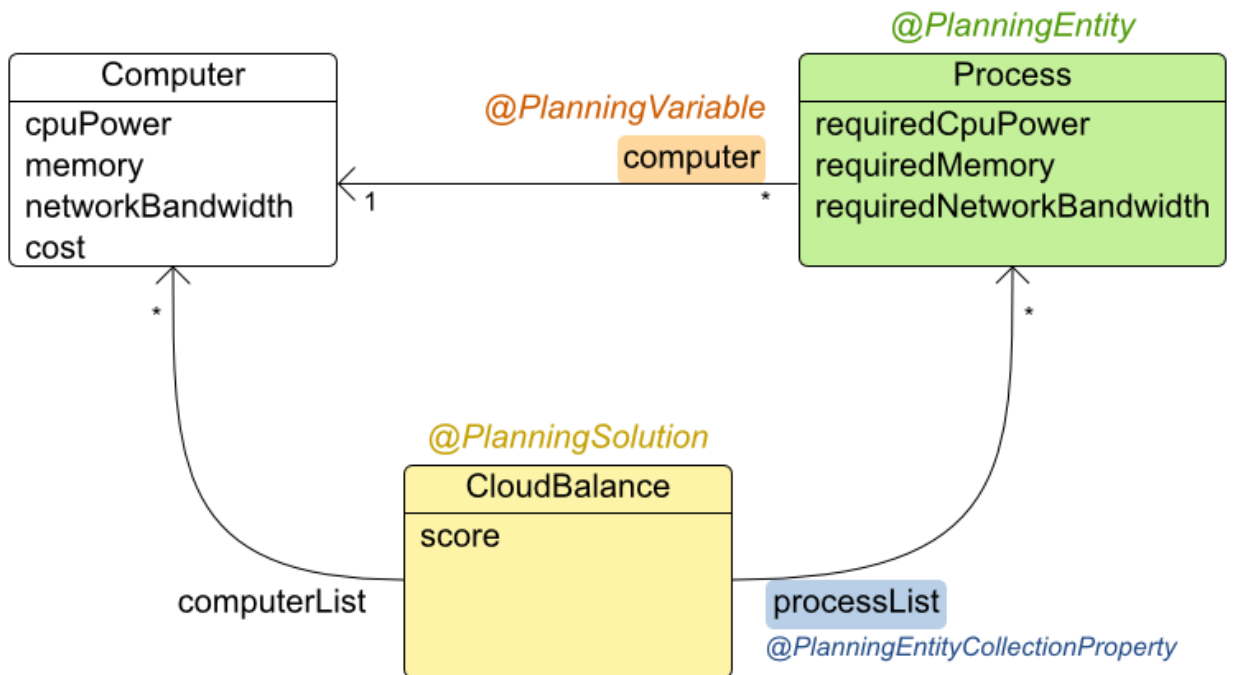 @PlanningEntity
Computer
Process
@PlanningVariable
cpuPower
memory
networkBandwidth
cost
computer
requiredCpuPower
requiredMemory
requiredNetworkBandwidth
1
*
*
*
@PlanningSolution
CloudBalance
score
computerList
processList
@PlanningEntityCollectionProperty